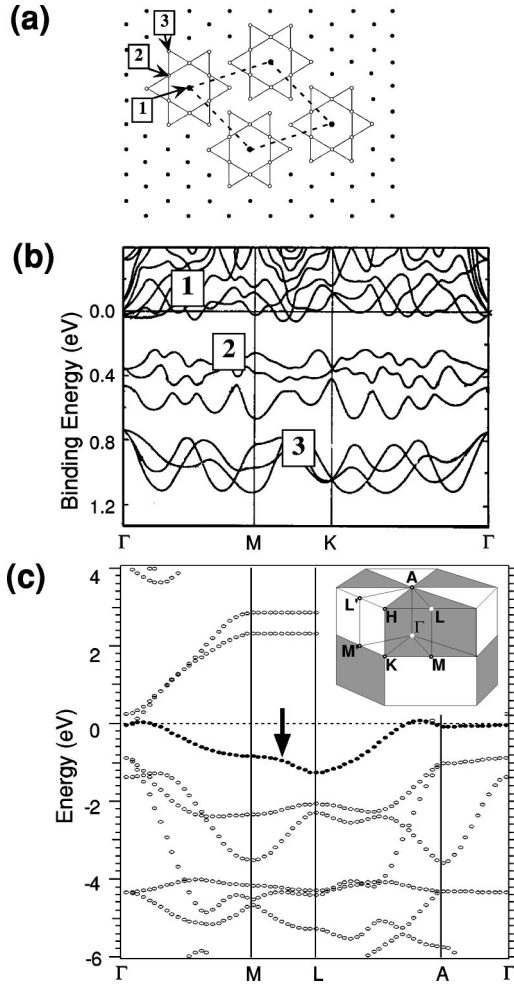 (a)
3
2
1
(b)
Binding Energy (eV)
0.0
0.4
0.8
1.2
1
2
3
Γ M K Γ
(c)
Energy (eV)
4
2
0
-2
-4
-6
A
L' H L
Γ
M' K M
Γ M L A Γ